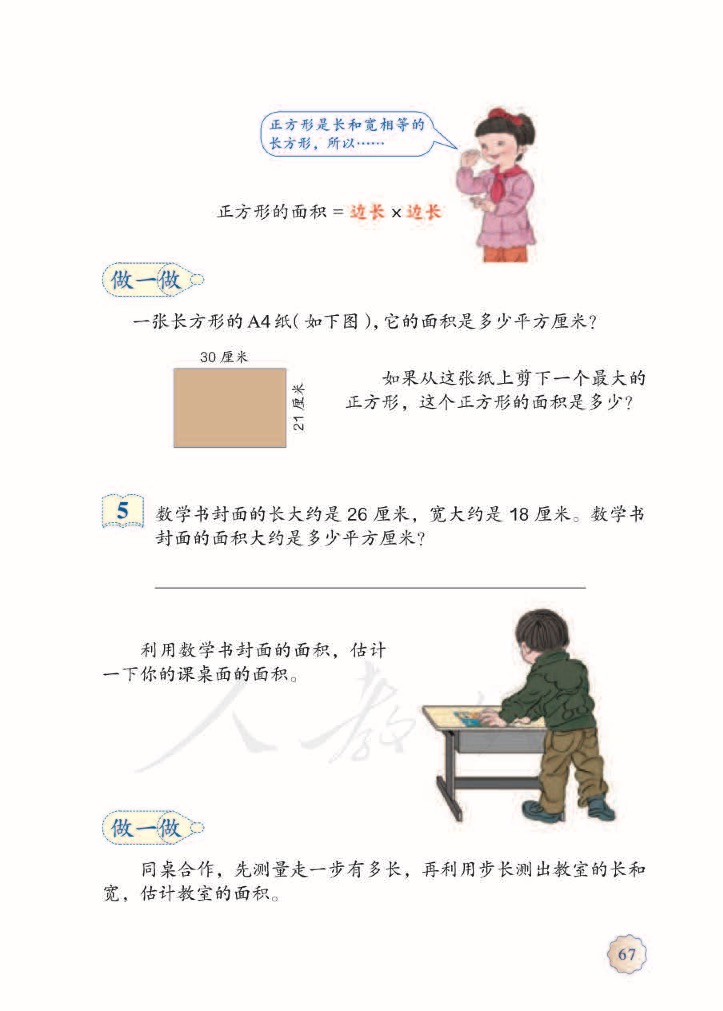 正方形是长和宽相等的
长方形，所以……
正方形的面积 = 边长 × 边长
做一做
一张长方形的A4纸（如下图），它的面积是多少平方厘米？
30 厘米
21 厘米
如果从这张纸上剪下一个最大的
正方形，这个正方形的面积是多少？
5
数学书封面的长大约是 26 厘米，宽大约是 18 厘米。数学书
封面的面积大约是多少平方厘米？
利用数学书封面的面积，估计
一下你的课桌面的面积。
人教
做一做
同桌合作，先测量走一步有多长，再利用步长测出教室的长和
宽，估计教室的面积。
67